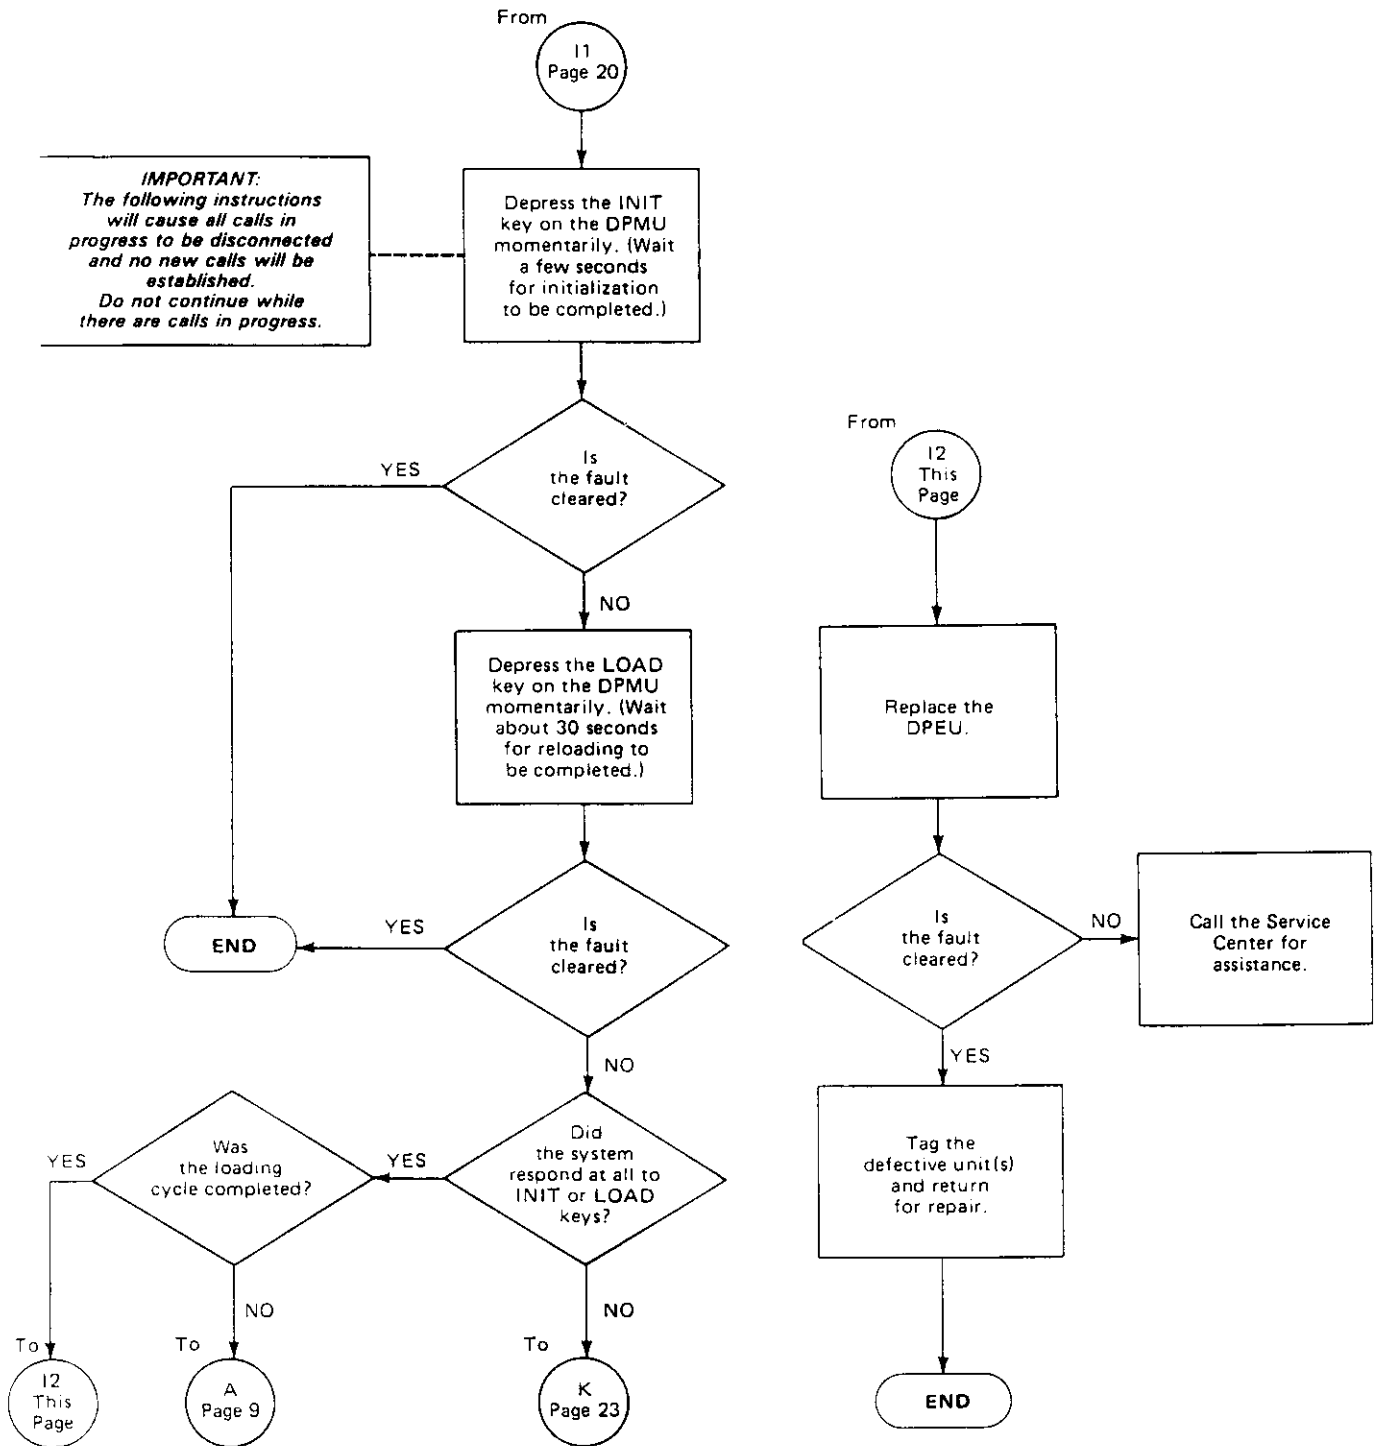 From
I1
Page 20
IMPORTANT:
The following instructions
will cause all calls in
progress to be disconnected
and no new calls will be
established.
Do not continue while
there are calls in progress.
Depress the INIT
key on the DPMU
momentarily. (Wait
a few seconds
for initialization
to be completed.)
Is
the fault
cleared?
YES
NO
Depress the LOAD
key on the DPMU
momentarily. (Wait
about 30 seconds
for reloading to
be completed.)
Is
the fault
cleared?
YES
END
NO
Did
the system
respond at all to
INIT or LOAD
keys?
YES
Was
the loading
cycle completed?
YES
To
I2
This
Page
NO
To
A
Page 9
NO
To
K
Page 23
From
I2
This
Page
Replace the
DPEU.
Is
the fault
cleared?
NO
Call the Service
Center for
assistance.
YES
Tag the
defective unit(s)
and return
for repair.
END